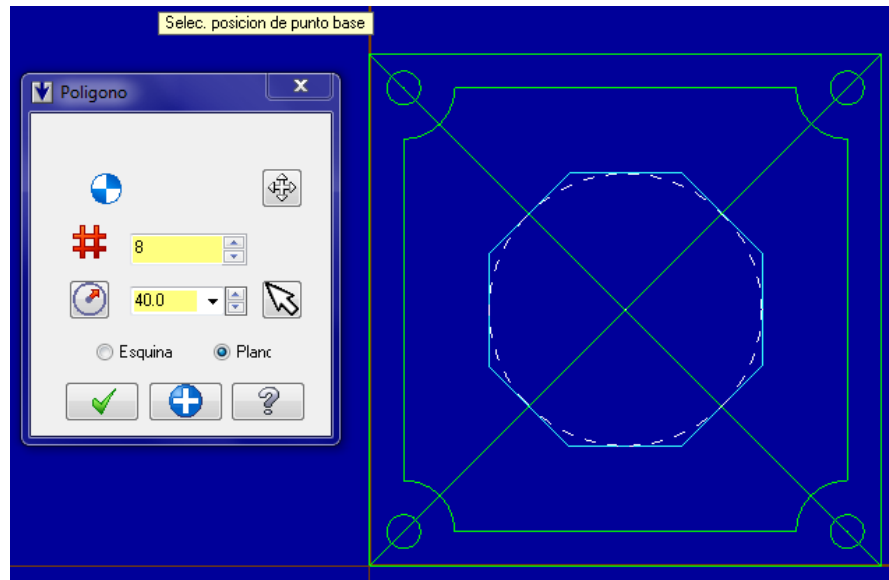 Selec. posicion de punto base
Poligono
x
8
40.0
Esquina
Planc